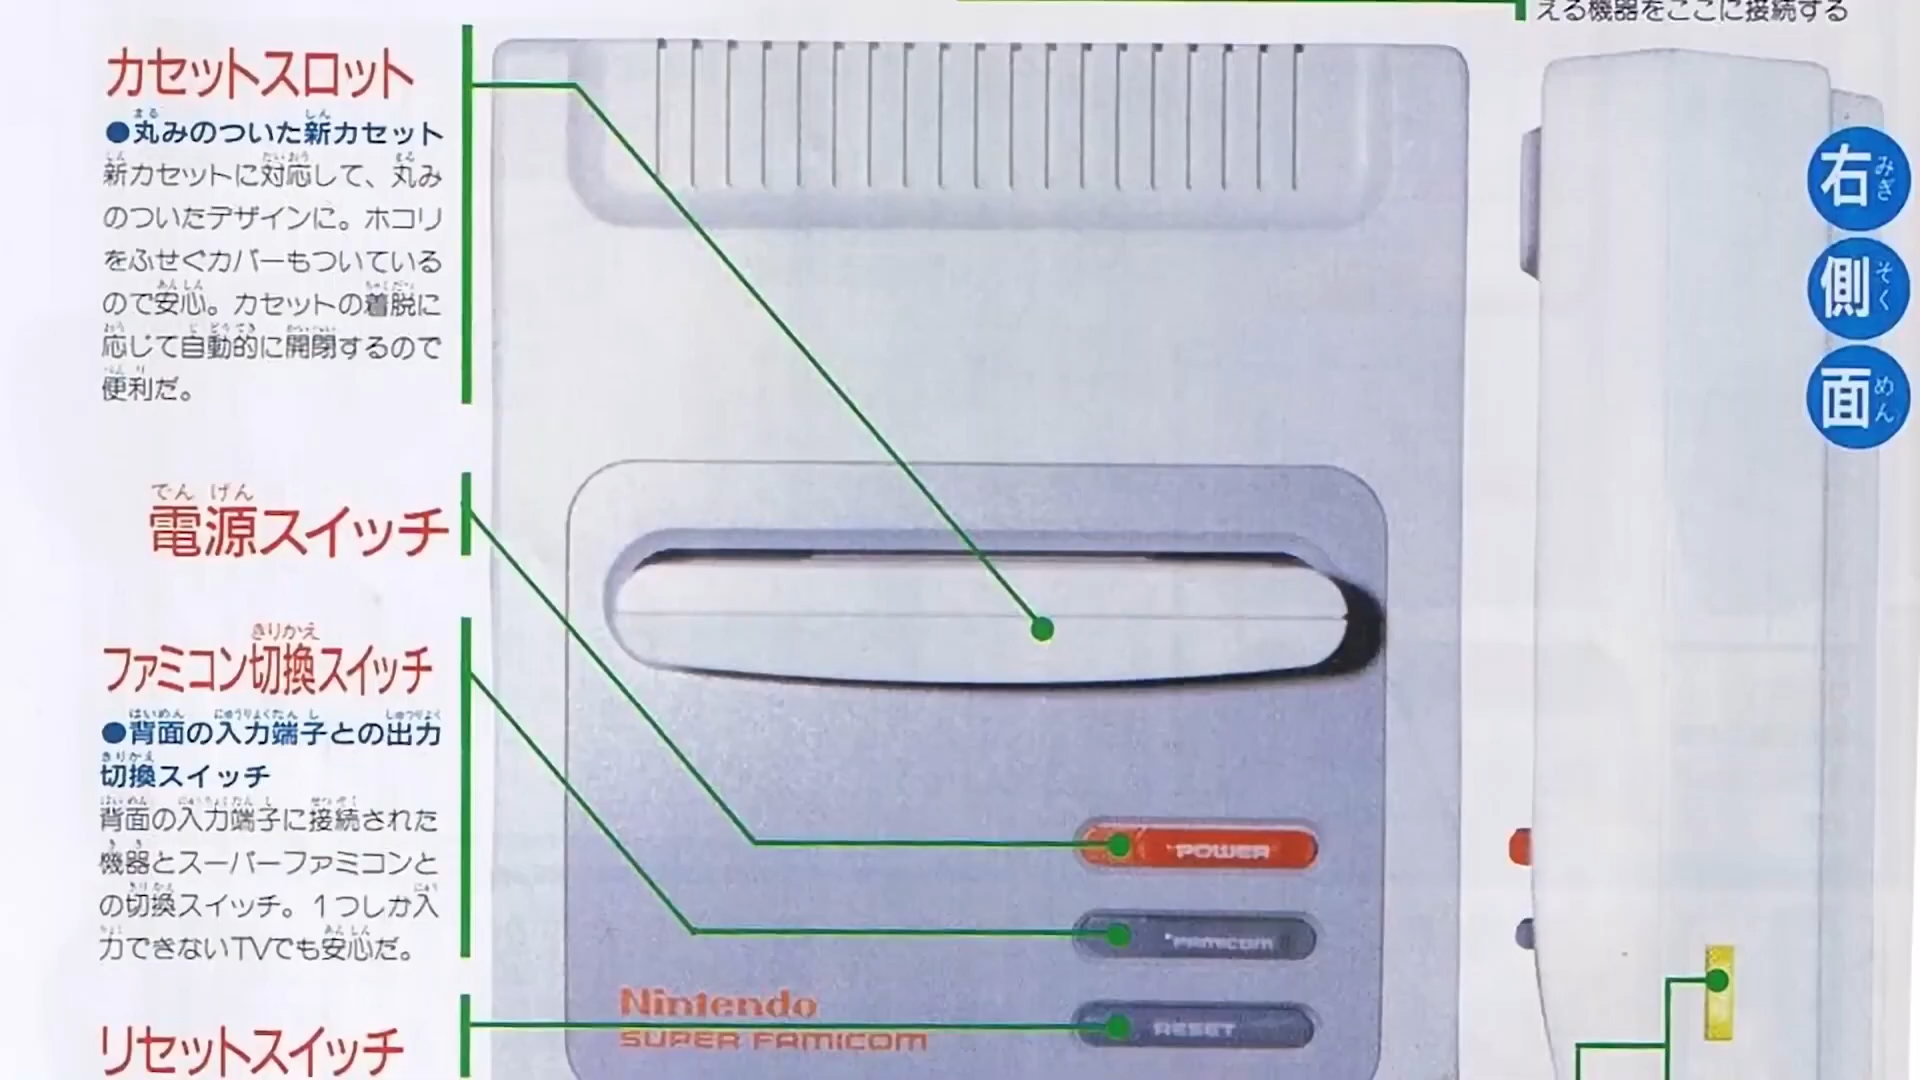 える機器をここに接続する
カセットスロット
●丸みのついた新カセット
新カセットに対応して、丸み
のついたデザインに。ホコリ
をふせぐカバーもついている
ので安心。カセットの着脱に
応じて自動的に開閉するので
便利だ。
電源スイッチ
ファミコン切換スイッチ
●背面の入力端子との出力
切換スイッチ
背面の入力端子に接続された
機器とスーパーファミコンと
の切換スイッチ。1つしか入
力できないTVでも安心だ。
リセットスイッチ
POWER
FAMICOM
RESET
Nintendo
SUPER FAMICOM
右側面